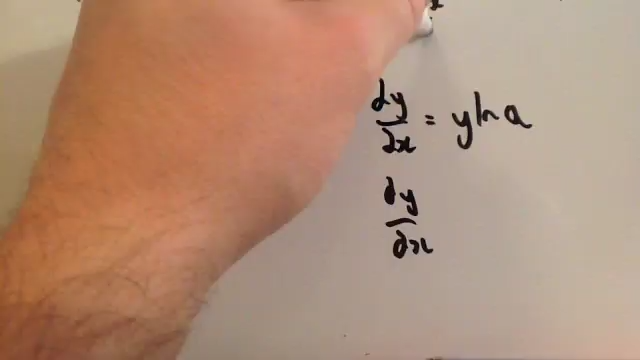 dy/dx = y ln a
dy/dx